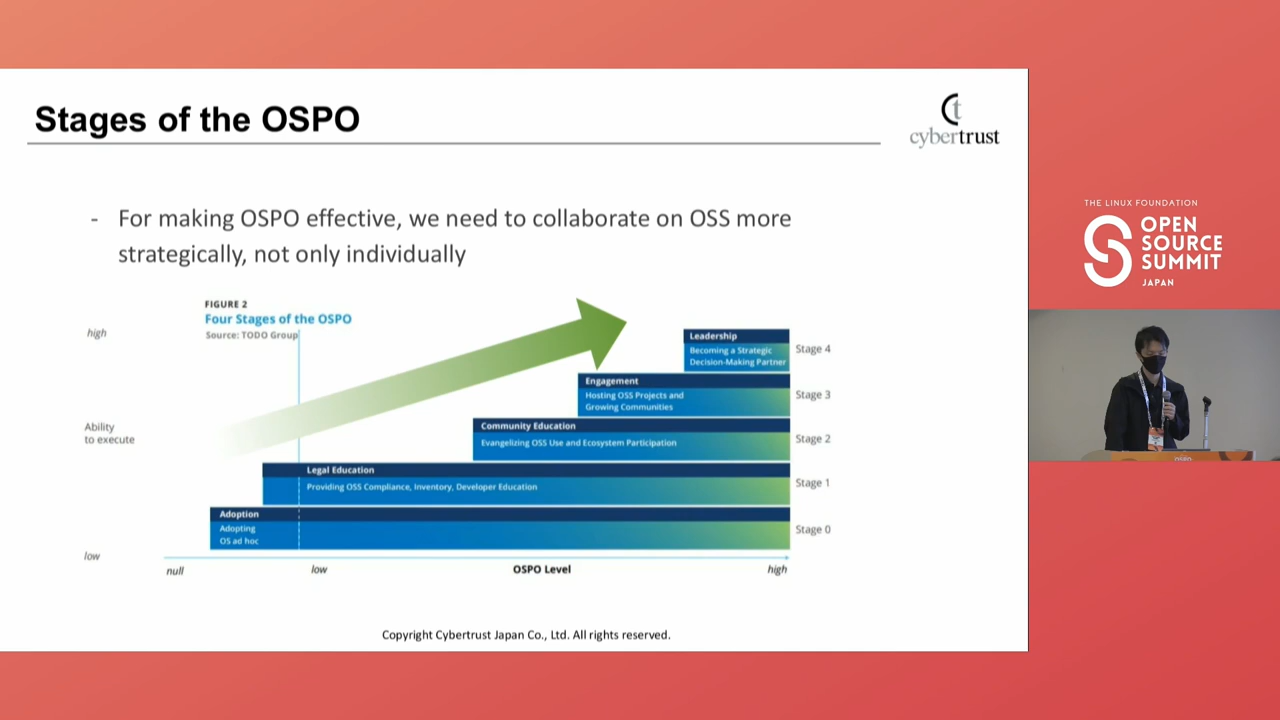 Stages of the OSPO
cybertrust
- For making OSPO effective, we need to collaborate on OSS more
strategically, not only individually
FIGURE 2
Four Stages of the OSPO
Source: TODO Group
high
Ability
to execute
low
Leadership
Becoming a Strategic
Decision-Making Partner
Stage 4
Engagement
Hosting OSS Projects and
Growing Communities
Stage 3
Community Education
Evangelizing OSS Use and Ecosystem Participation
Stage 2
Legal Education
Providing OSS Compliance, Inventory, Developer Education
Stage 1
Adoption
Adopting
OS ad hoc
Stage 0
null
low
OSPO Level
high
Copyright Cybertrust Japan Co., Ltd. All rights reserved.
THE LINUX FOUNDATION
OPEN
SOURCE
SUMMIT
JAPAN